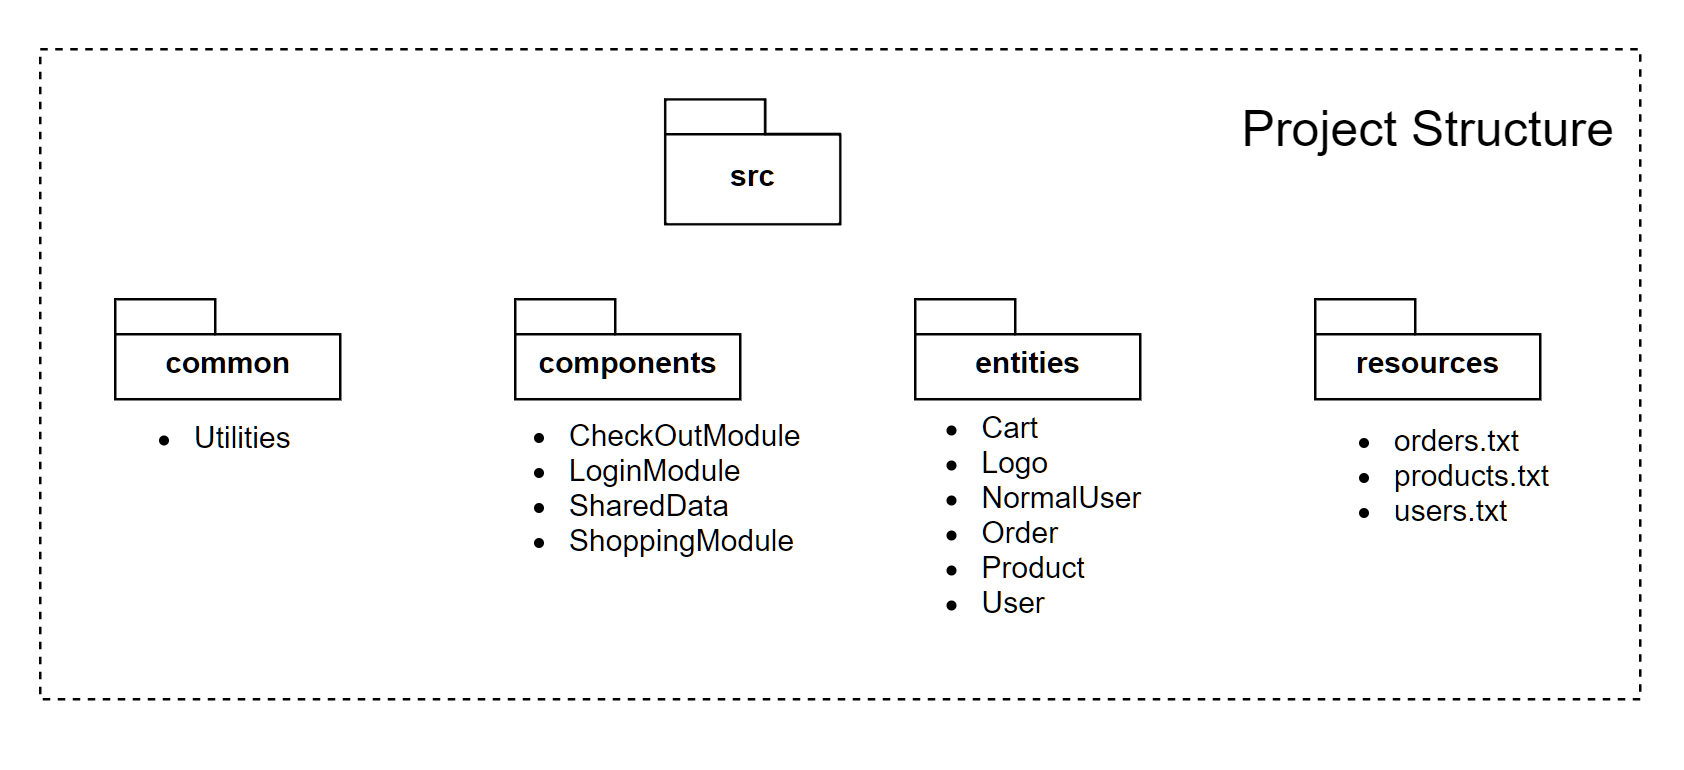 Project Structure
src
common
• Utilities
components
• CheckOutModule
• LoginModule
• SharedData
• ShoppingModule
entities
• Cart
• Logo
• NormalUser
• Order
• Product
• User
resources
• orders.txt
• products.txt
• users.txt